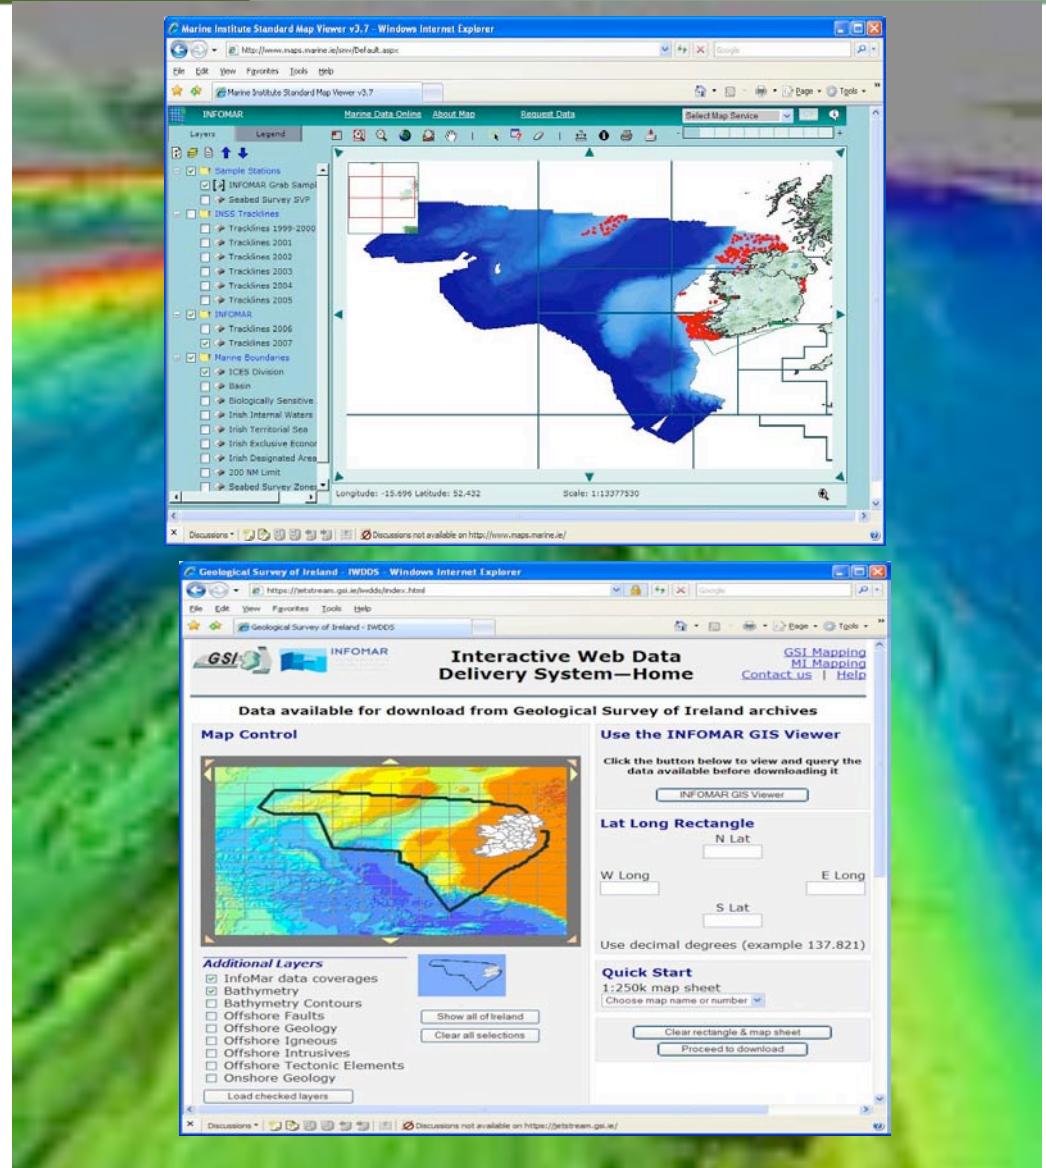 Marine Institute Standard Map Viewer v3.7 - Windows Internet Explorer
http://www.maps.marine.ie/srwv/Default.aspx
Google
File Edit View Favorites Tools Help
Marine Institute Standard Map Viewer v3.7
Page Tools
INFOMAR Marine Data Online About Map Request Data Select Map Service
Layers Legend
Sample Stations
INFOMAR Grab Sampl
Seabed Survey SVP
INSS Tracklines
Tracklines 1999-2000
Tracklines 2001
Tracklines 2002
Tracklines 2003
Tracklines 2004
Tracklines 2005
INFOMAR
Tracklines 2006
Tracklines 2007
Marine Boundaries
ICES Division
Basin
Biologically Sensitive
Irish Internal Waters
Irish Territorial Sea
Irish Exclusive Econor
Irish Designated Area
200 NM Limit
Seabed Survey Zones
Longitude: -15.696 Latitude: 52.432 Scale: 1:13377530
Discussions Discussions not available on http://www.maps.marine.ie/
Geological Survey of Ireland - IWDDS - Windows Internet Explorer
https://jetstream.gsi.ie/iwdds/index.html
Google
File Edit View Favorites Tools Help
Geological Survey of Ireland - IWDDS
Page Tools
GSI INFOMAR
Interactive Web Data
Delivery System—Home
GSI Mapping
MI Mapping
Contact us | Help
Data available for download from Geological Survey of Ireland archives
Map Control
Additional Layers
InfoMar data coverages
Bathymetry
Bathymetry Contours
Offshore Faults
Offshore Geology
Offshore Igneous
Offshore Intrusives
Offshore Tectonic Elements
Onshore Geology
Load checked layers
Show all of Ireland
Clear all selections
Use the INFOMAR GIS Viewer
Click the button below to view and query the
data available before downloading it
INFOMAR GIS Viewer
Lat Long Rectangle
N Lat
W Long E Long
S Lat
Use decimal degrees (example 137.821)
Quick Start
1:250k map sheet
Choose map name or number
Clear rectangle & map sheet
Proceed to download
Discussions Discussions not available on https://jetstream.gsi.ie/